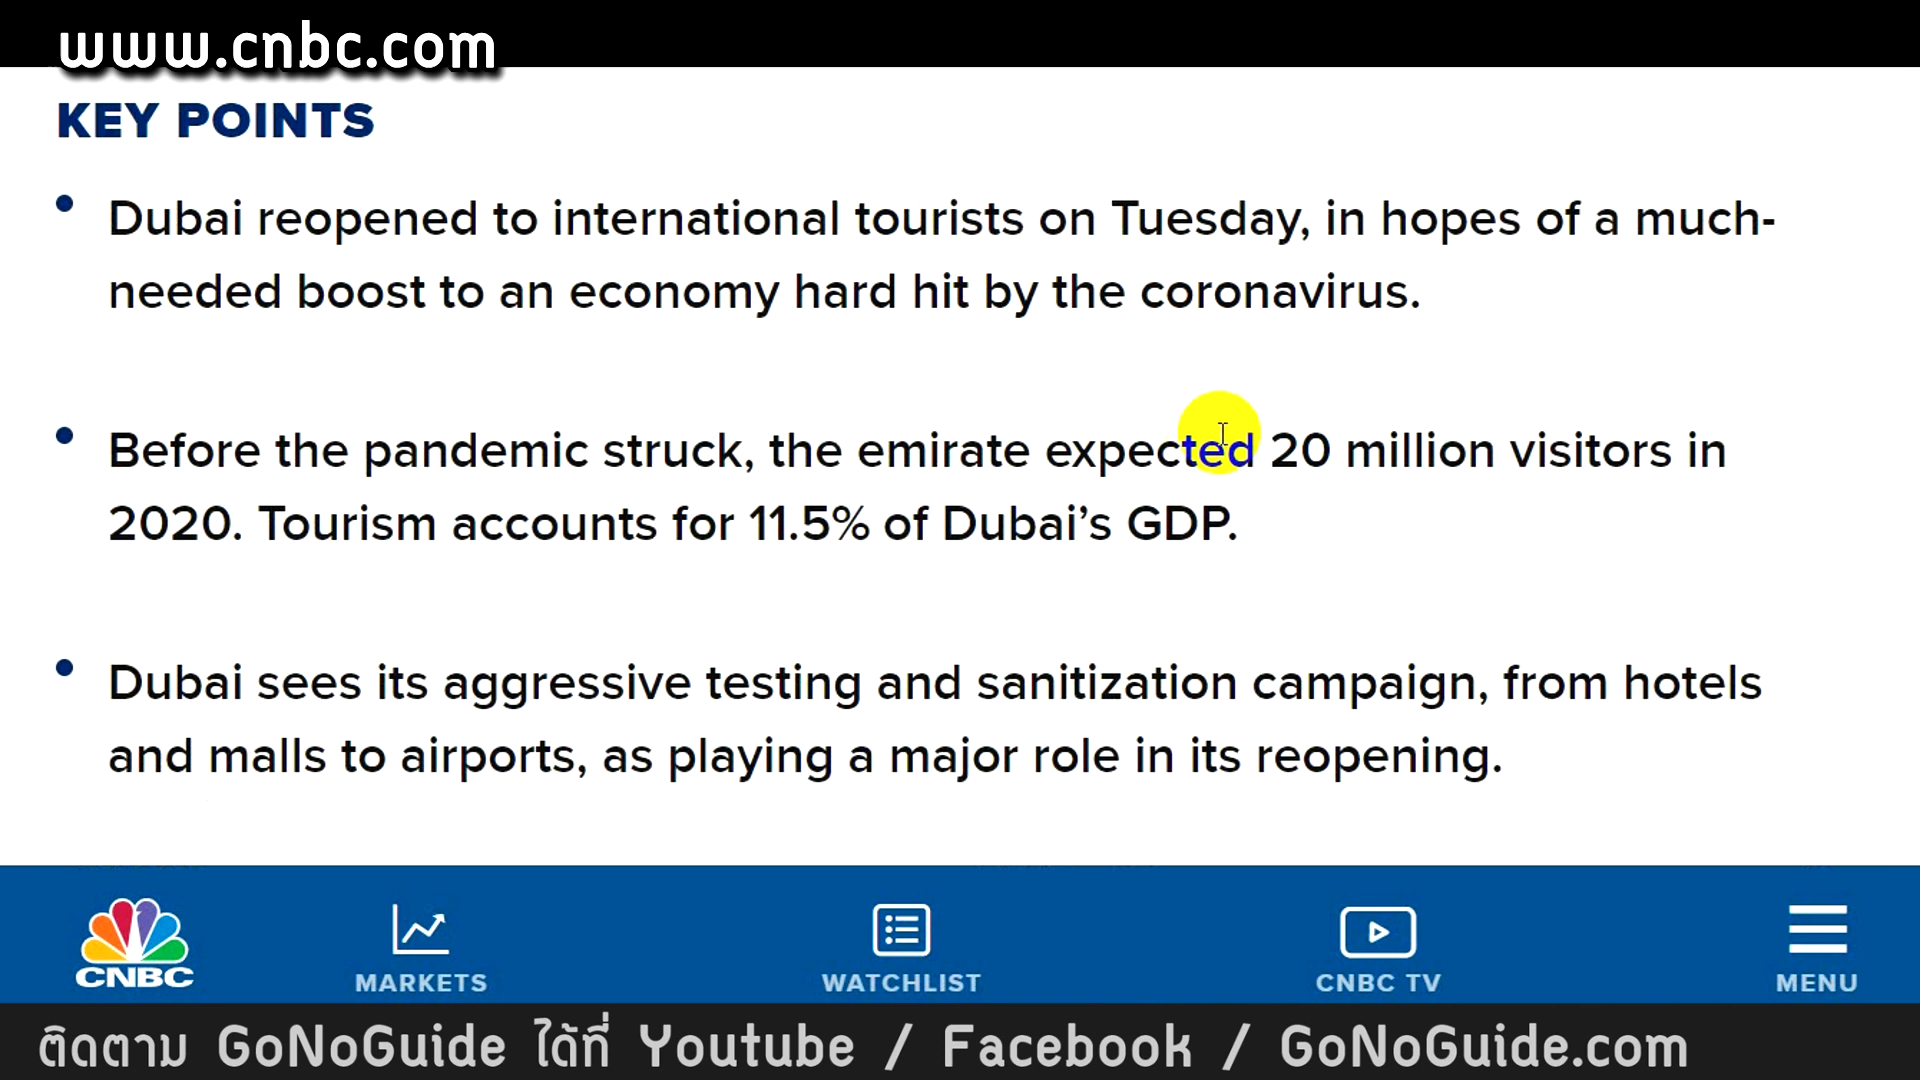 www.cnbc.com
KEY POINTS
• Dubai reopened to international tourists on Tuesday, in hopes of a much-
needed boost to an economy hard hit by the coronavirus.
• Before the pandemic struck, the emirate expected 20 million visitors in
2020. Tourism accounts for 11.5% of Dubai’s GDP.
• Dubai sees its aggressive testing and sanitization campaign, from hotels
and malls to airports, as playing a major role in its reopening.
CNBC MARKETS WATCHLIST CNBC TV MENU
ติดตาม GoNoGuide ได้ที่ Youtube / Facebook / GoNoGuide.com